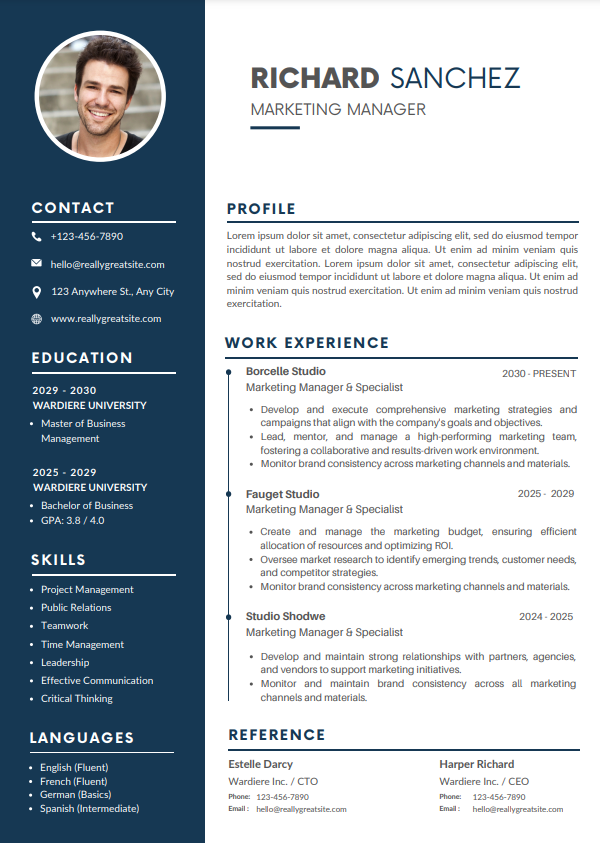 RICHARD SANCHEZ
MARKETING MANAGER
CONTACT
+123-456-7890
hello@reallygreatsite.com
123 Anywhere St., Any City
www.reallygreatsite.com
EDUCATION
2029 - 2030
WARDIERE UNIVERSITY
• Master of Business
Management
2025 - 2029
WARDIERE UNIVERSITY
• Bachelor of Business
• GPA: 3.8 / 4.0
SKILLS
• Project Management
• Public Relations
• Teamwork
• Time Management
• Leadership
• Effective Communication
• Critical Thinking
LANGUAGES
• English (Fluent)
• French (Fluent)
• German (Basics)
• Spanish (Intermediate)
PROFILE
Lorem ipsum dolor sit amet, consectetur adipiscing elit, sed do eiusmod tempor
incididunt ut labore et dolore magna aliqua. Ut enim ad minim veniam quis
nostrud exercitation. Lorem ipsum dolor sit amet, consectetur adipiscing elit,
sed do eiusmod tempor incididunt ut labore et dolore magna aliqua. Ut enim ad
minim veniam quis nostrud exercitation. Ut enim ad minim veniam quis nostrud
exercitation.
WORK EXPERIENCE
Borcelle Studio 2030 - PRESENT
Marketing Manager & Specialist
• Develop and execute comprehensive marketing strategies and
campaigns that align with the company's goals and objectives.
• Lead, mentor, and manage a high-performing marketing team,
fostering a collaborative and results-driven work environment.
• Monitor brand consistency across marketing channels and materials.
Fauget Studio 2025 - 2029
Marketing Manager & Specialist
• Create and manage the marketing budget, ensuring efficient
allocation of resources and optimizing ROI.
• Oversee market research to identify emerging trends, customer needs,
and competitor strategies.
• Monitor brand consistency across marketing channels and materials.
Studio Shodwe 2024 - 2025
Marketing Manager & Specialist
• Develop and maintain strong relationships with partners, agencies,
and vendors to support marketing initiatives.
• Monitor and maintain brand consistency across all marketing
channels and materials.
REFERENCE
Estelle Darcy
Wardiere Inc. / CTO
Phone: 123-456-7890
Email : hello@reallygreatsite.com
Harper Richard
Wardiere Inc. / CEO
Phone: 123-456-7890
Email : hello@reallygreatsite.com